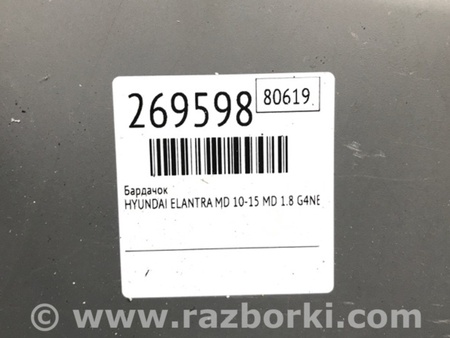 269598
80619
Бардачок
HYUNDAI ELANTRA MD 10-15 MD 1.8 G4NE
© www.razborki.com